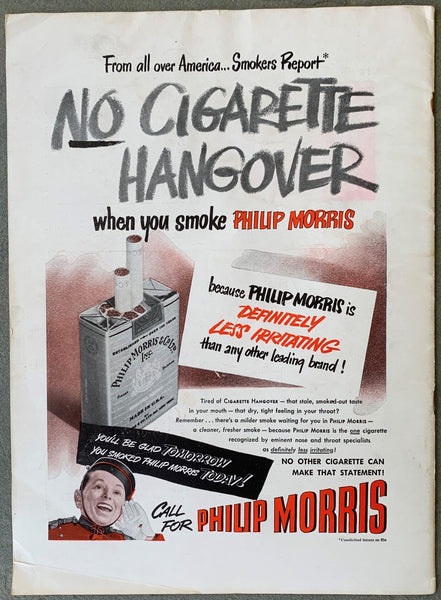 From all over America... Smokers Report*
NO CIGARETTE
HANGOVER
when you smoke PHILIP MORRIS
because PHILIP MORRIS is
DEFINITELY
LESS IRRITATING
than any other leading brand!
PHILIP MORRIS & CO. LTD.
INC.
MADE IN U.S.A.
Tired of CIGARETTE HANGOVER — that stale, smoked-out taste
in your mouth — that dry, tight feeling in your throat?
Remember... there's a milder smoke waiting for you in PHILIP MORRIS —
a cleaner, fresher smoke — because PHILIP MORRIS is the one cigarette
recognized by eminent nose and throat specialists
as definitely less irritating!
NO OTHER CIGARETTE CAN
MAKE THAT STATEMENT!
YOU'LL BE GLAD TOMORROW
YOU SMOKED PHILIP MORRIS TODAY!
CALL
FOR PHILIP MORRIS